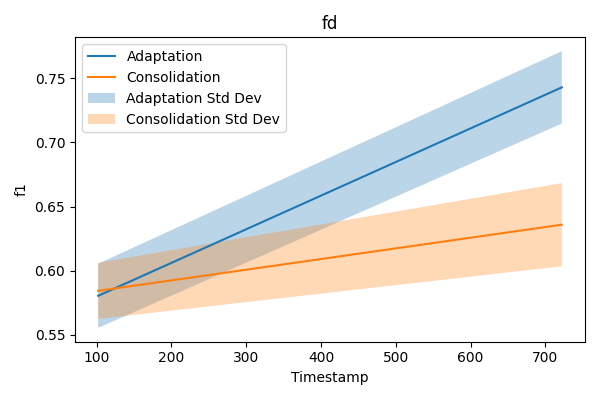 fd
Adaptation
Consolidation
Adaptation Std Dev
Consolidation Std Dev
0.75
0.70
0.65
0.60
0.55
f1
100 200 300 400 500 600 700
Timestamp